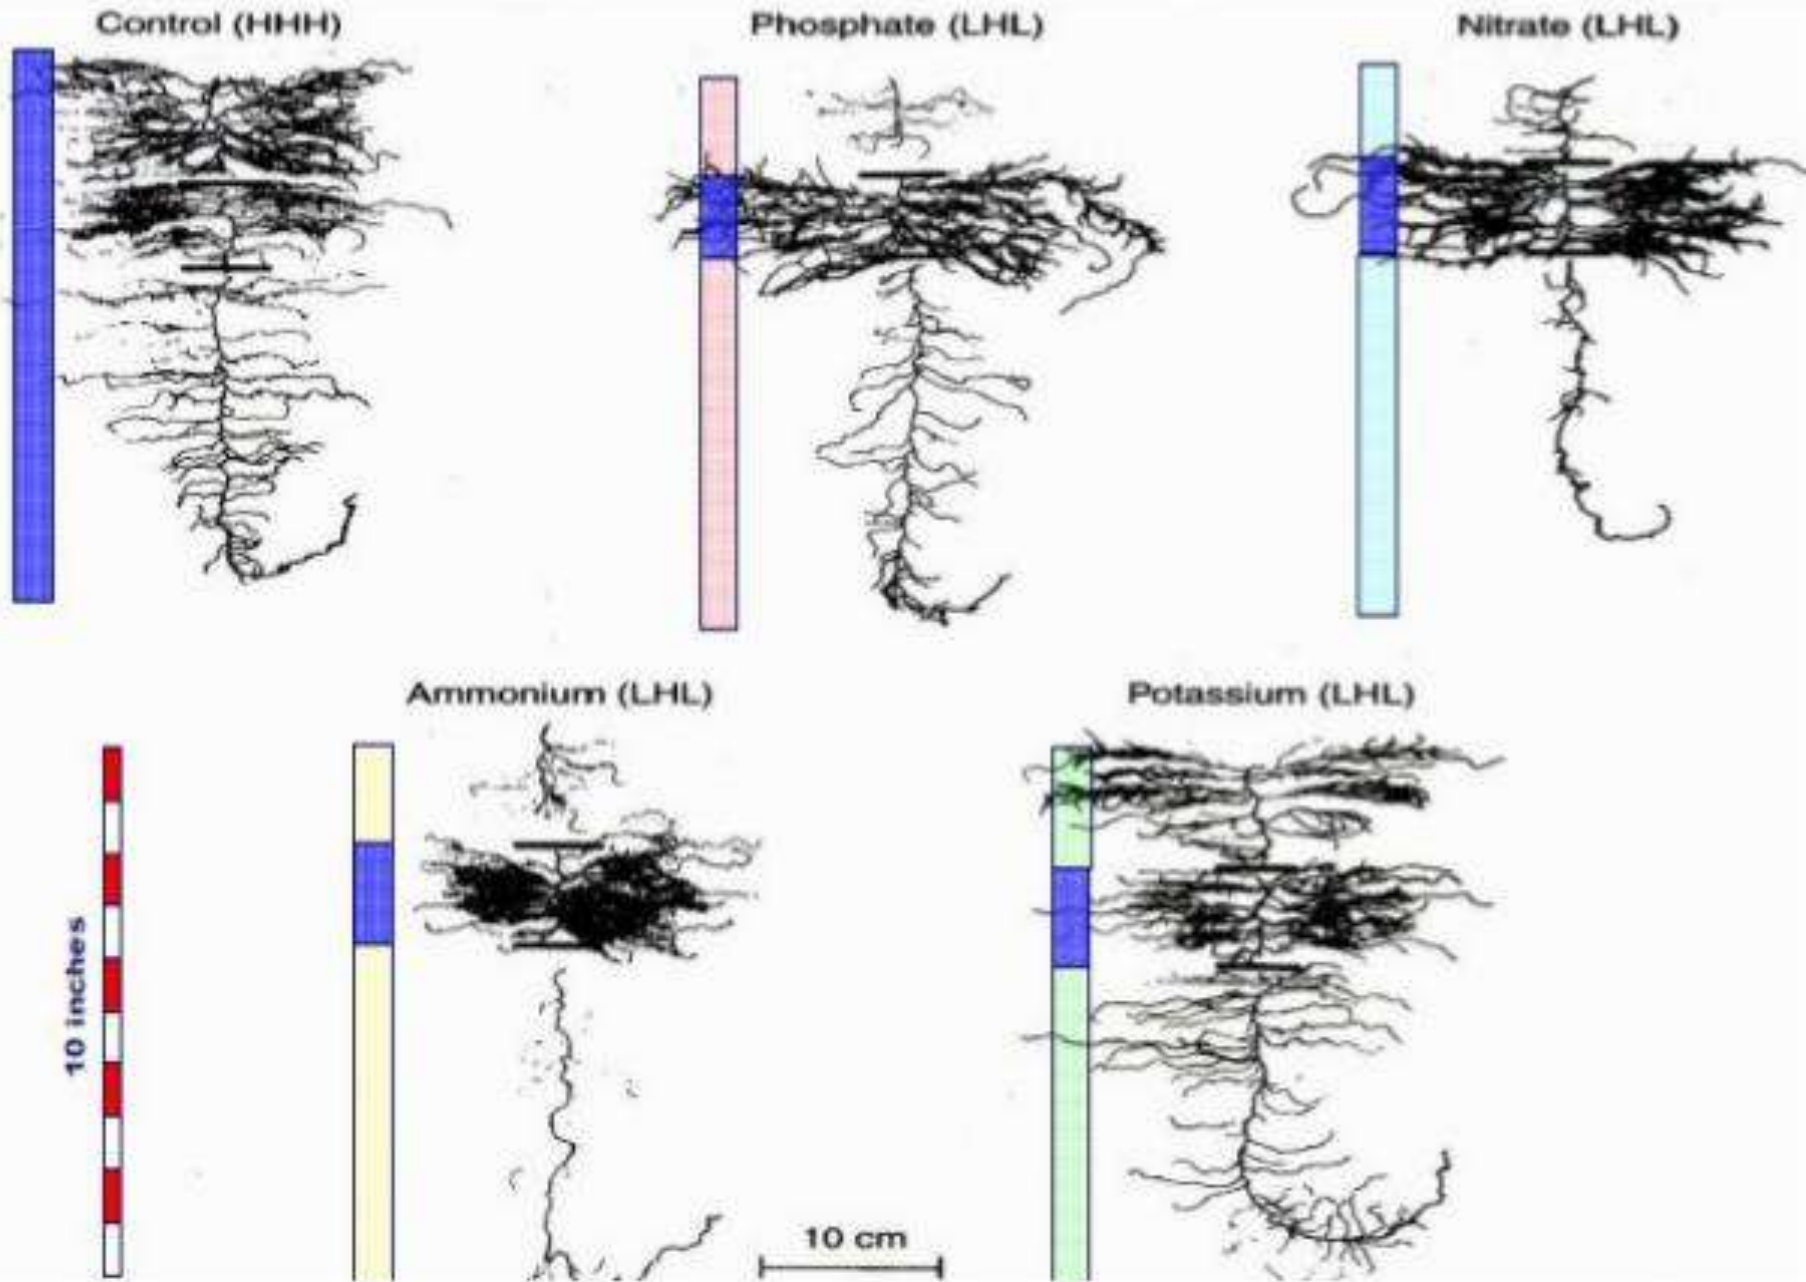 Control (HHH)
Phosphate (LHL)
Nitrate (LHL)
Ammonium (LHL)
Potassium (LHL)
10 inches
10 cm